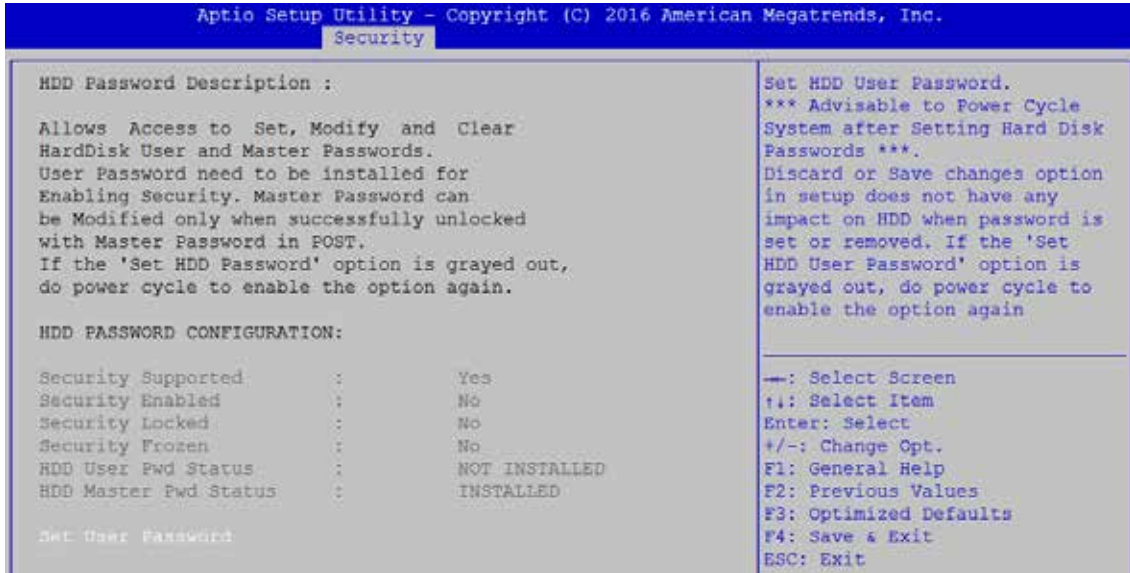 Aptio Setup Utility – Copyright (C) 2016 American Megatrends, Inc.
Security
HDD Password Description :
Allows Access to Set, Modify and Clear
HardDisk User and Master Passwords.
User Password need to be installed for
Enabling Security. Master Password can
be Modified only when successfully unlocked
with Master Password in POST.
If the 'Set HDD Password' option is grayed out,
do power cycle to enable the option again.
HDD PASSWORD CONFIGURATION:
Security Supported : Yes
Security Enabled : No
Security Locked : No
Security Frozen : No
HDD User Pwd Status : NOT INSTALLED
HDD Master Pwd Status : INSTALLED
Set User Password
Set HDD User Password.
*** Advisable to Power Cycle
System after Setting Hard Disk
Passwords ***.
Discard or Save changes option
in setup does not have any
impact on HDD when password is
set or removed. If the 'Set
HDD User Password' option is
grayed out, do power cycle to
enable the option again
→←: Select Screen
↑↓: Select Item
Enter: Select
+/-: Change Opt.
F1: General Help
F2: Previous Values
F3: Optimized Defaults
F4: Save & Exit
ESC: Exit